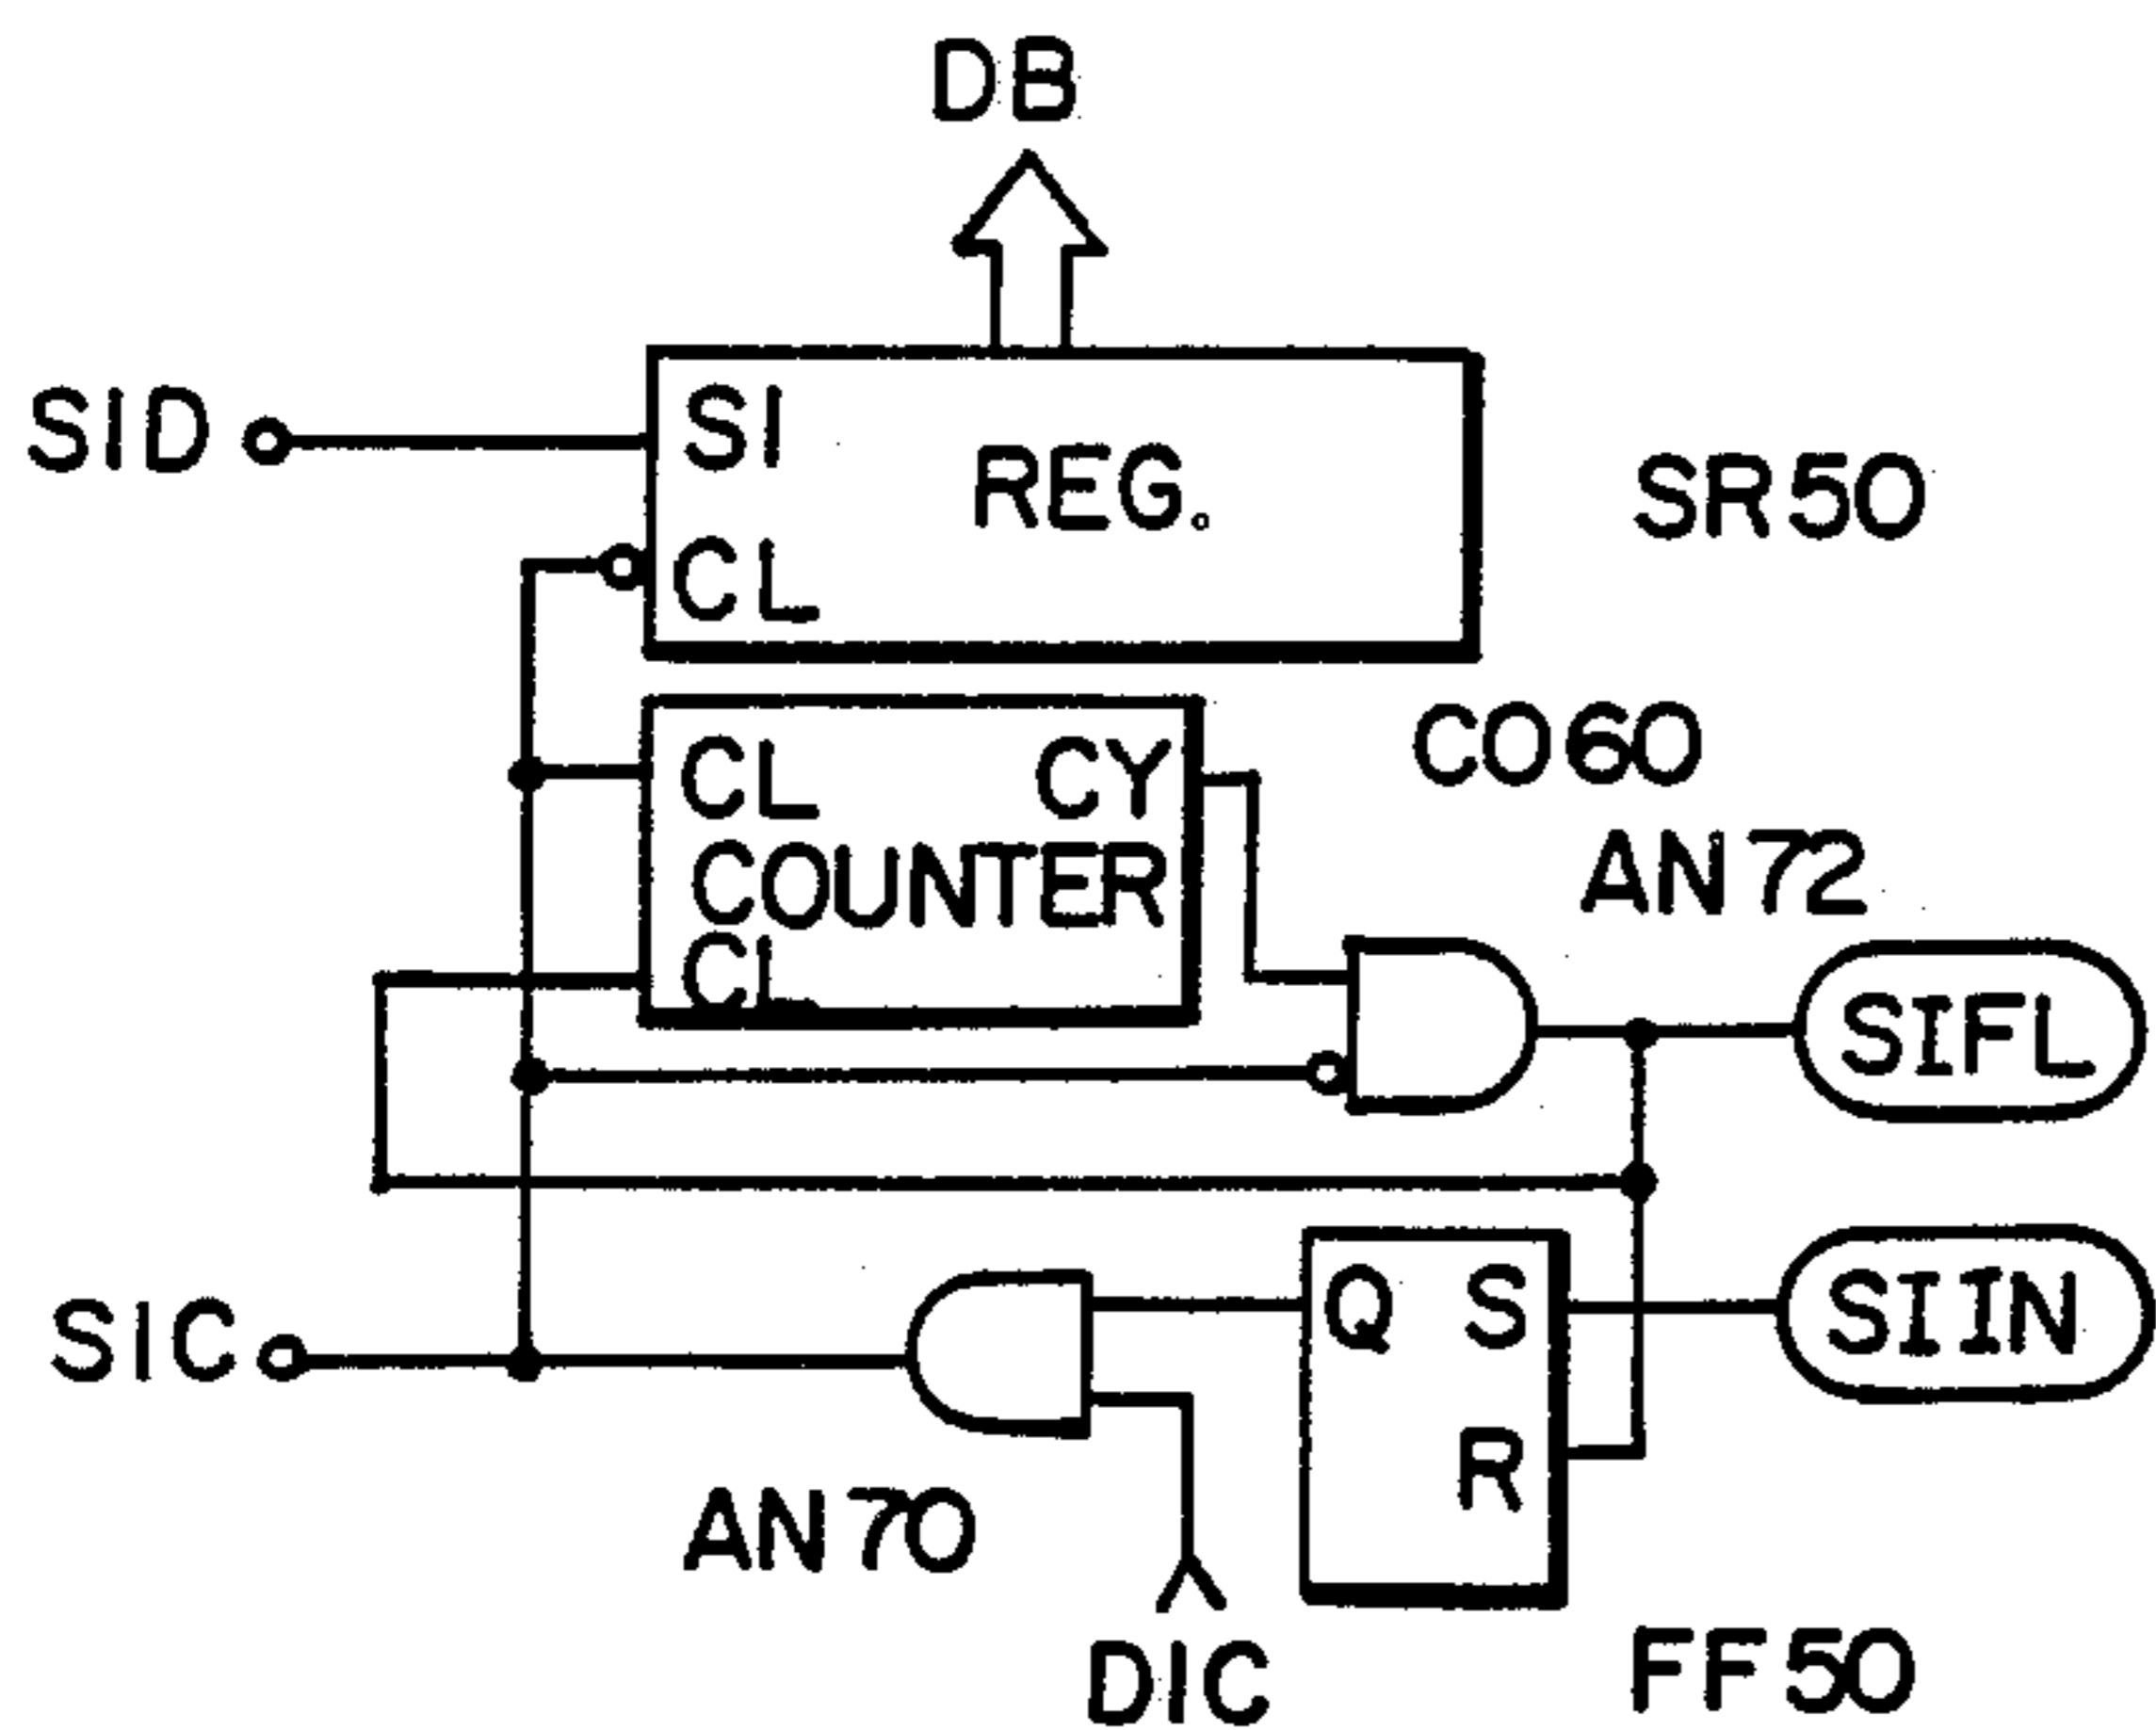 DB
SID
SI
REG.
SR50
CL
CO60
CL CY
COUNTER
CL
AN72
SIFL
SIC
Q S
SIIN
R
AN70
DIC
FF50